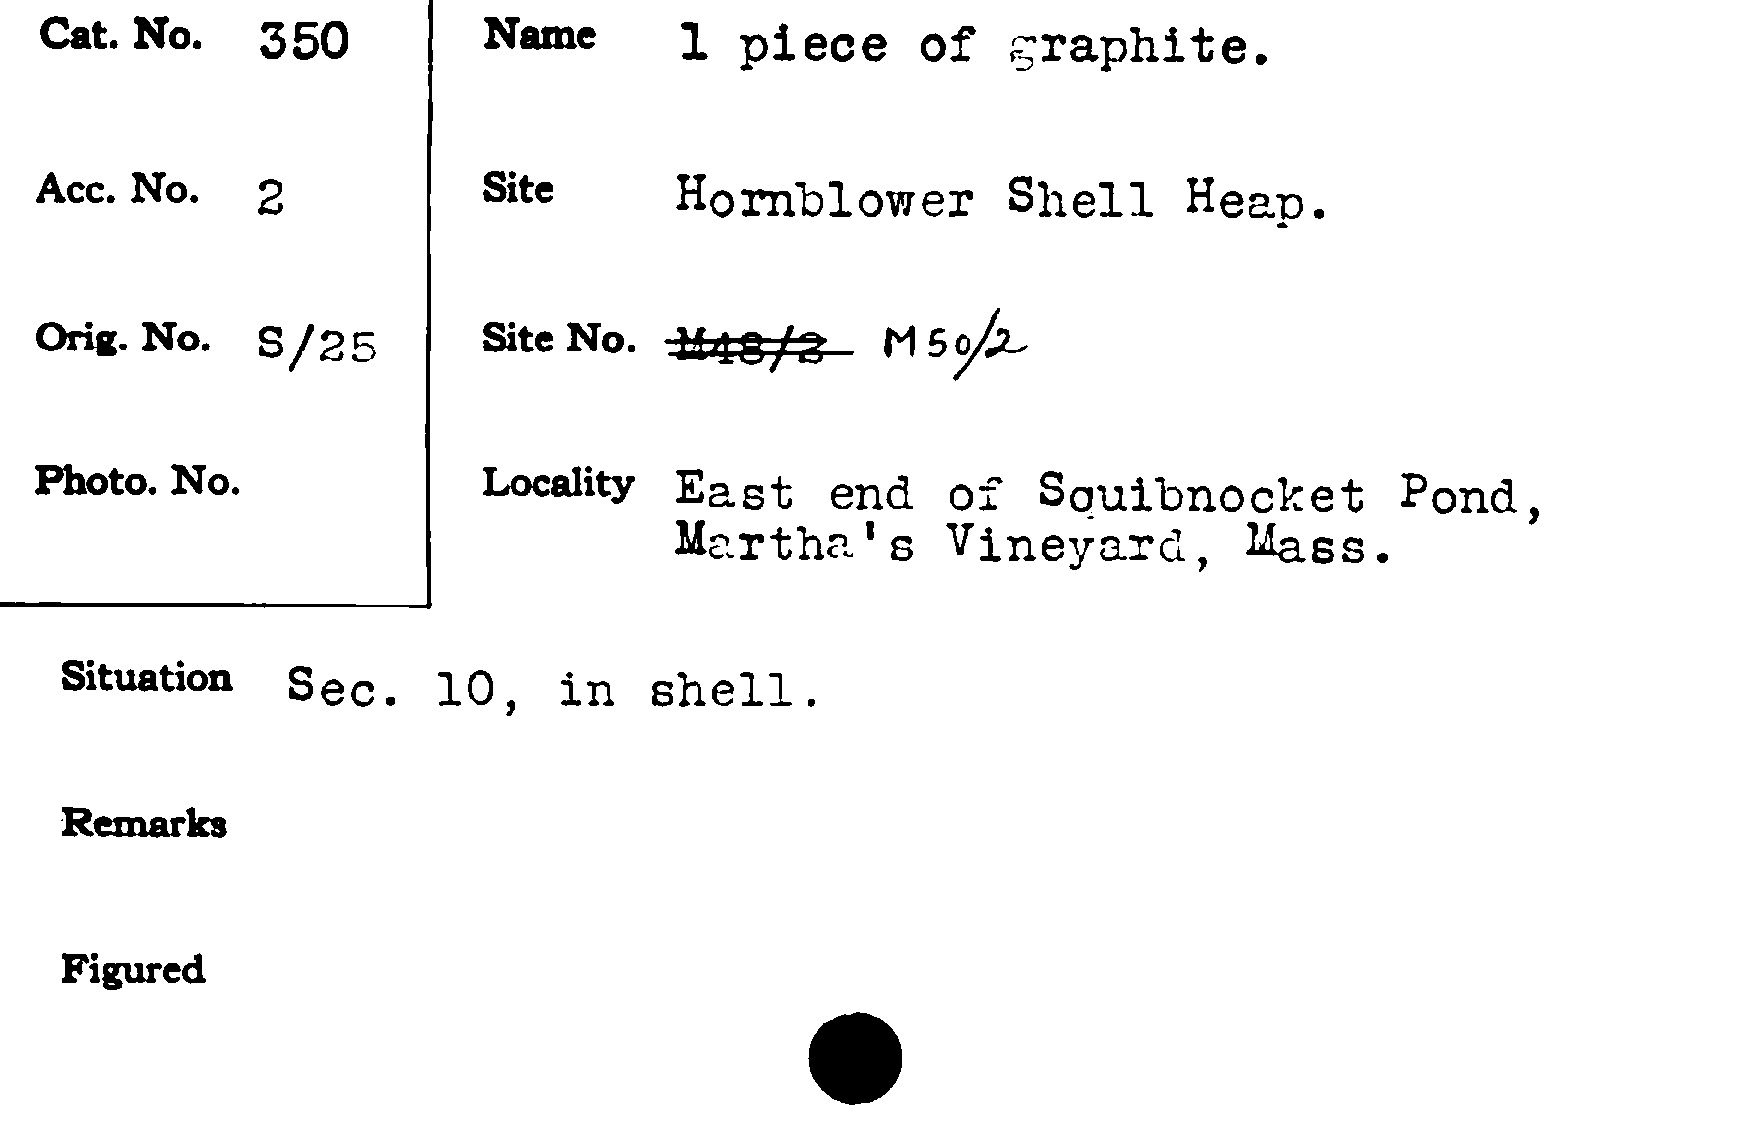 Cat. No. 350
Name 1 piece of graphite.
Acc. No. 2
Site Hornblower Shell Heap.
Orig. No. S/25
Site No. M48/2 M50/2
Photo. No.
Locality East end of Squibnocket Pond,
Martha's Vineyard, Mass.
Situation Sec. 10, in shell.
Remarks
Figured